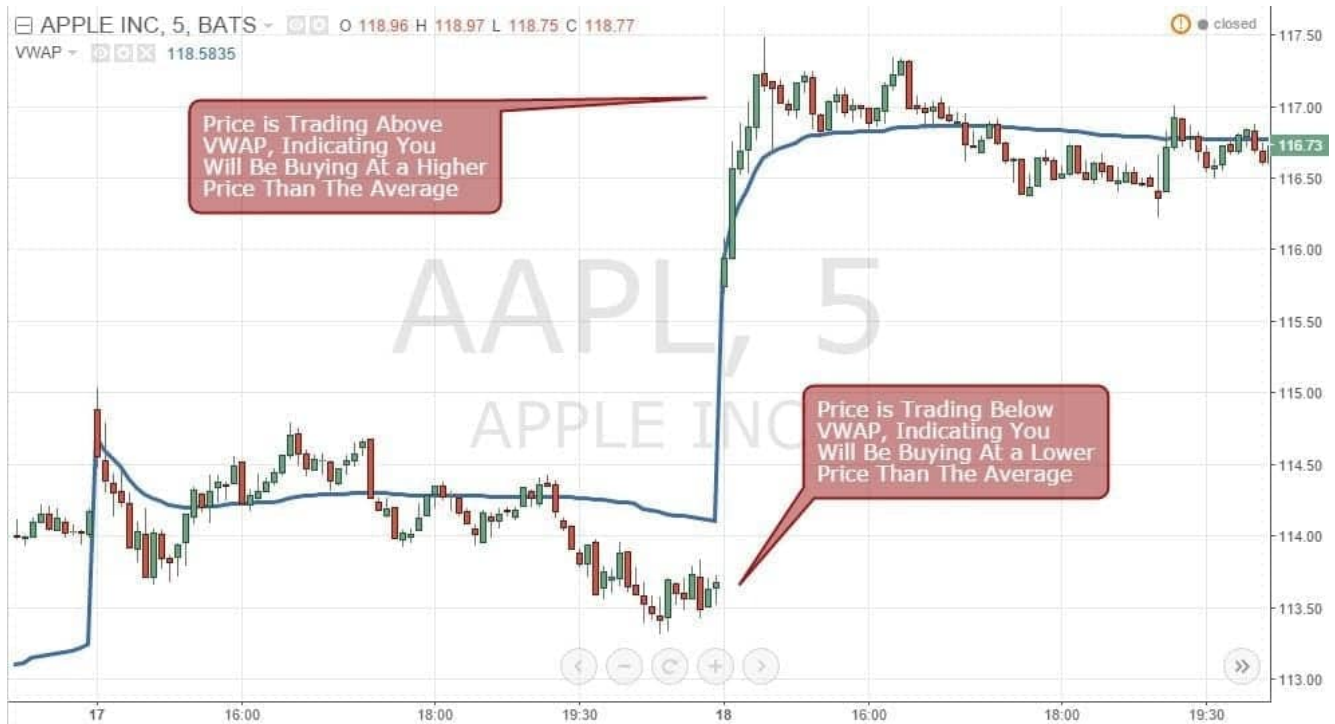 APPLE INC, 5, BATS O 118.96 H 118.97 L 118.75 C 118.77 closed
VWAP 118.5835
Price is Trading Above
VWAP, Indicating You
Will Be Buying At a Higher
Price Than The Average
AAPL, 5
APPLE INC
Price is Trading Below
VWAP, Indicating You
Will Be Buying At a Lower
Price Than The Average
117.50
117.00
116.73
116.50
116.00
115.50
115.00
114.50
114.00
113.50
113.00
17 16:00 18:00 19:30 18 16:00 18:00 19:30